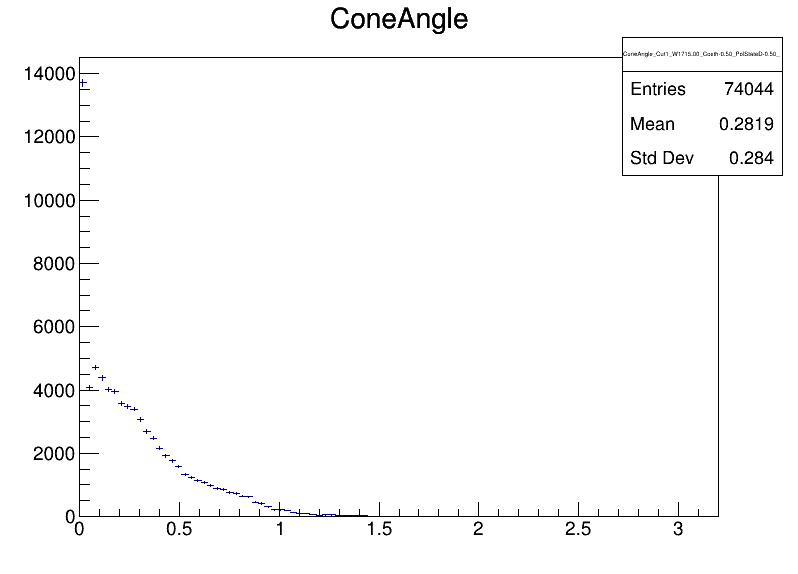 ConeAngle
ConeAngle_Cut1_W1715.00_Costh-0.50_PolStateD-0.50_
Entries 74044
Mean 0.2819
Std Dev 0.284
14000
12000
10000
8000
6000
4000
2000
0
0 0.5 1 1.5 2 2.5 3